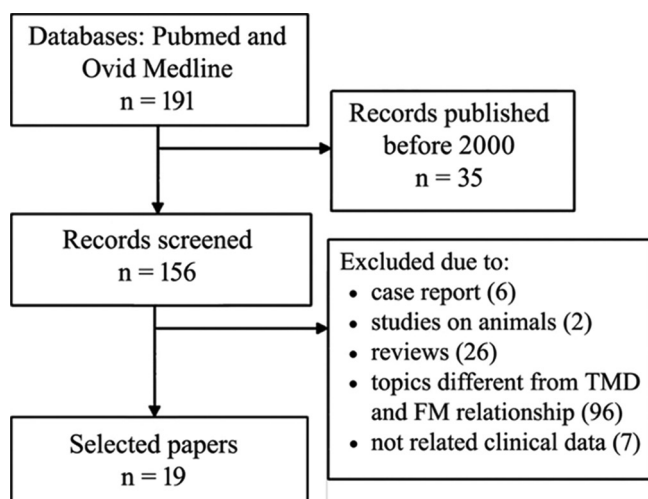 Databases: Pubmed and
Ovid Medline
n = 191
Records published
before 2000
n = 35
Records screened
n = 156
Excluded due to:
• case report (6)
• studies on animals (2)
• reviews (26)
• topics different from TMD
and FM relationship (96)
• not related clinical data (7)
Selected papers
n = 19